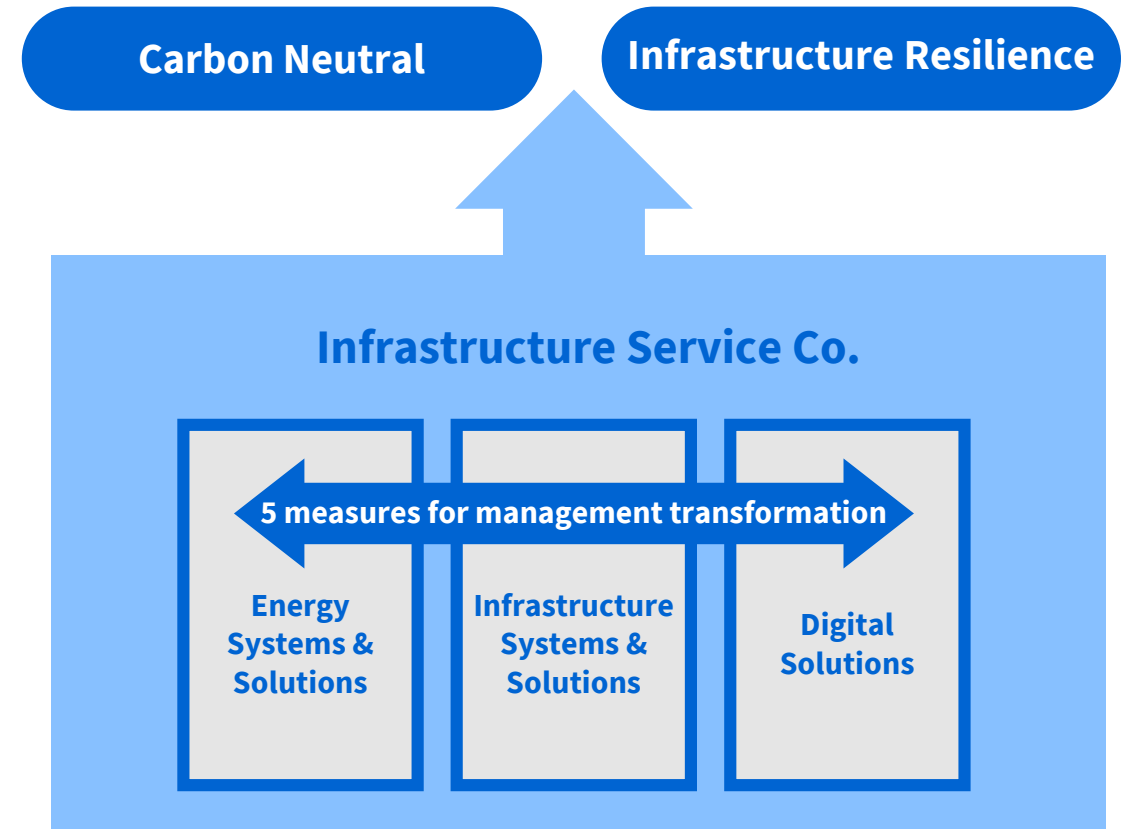 Carbon Neutral
Infrastructure Resilience
Infrastructure Service Co.
5 measures for management transformation
Energy
Systems &
Solutions
Infrastructure
Systems &
Solutions
Digital
Solutions